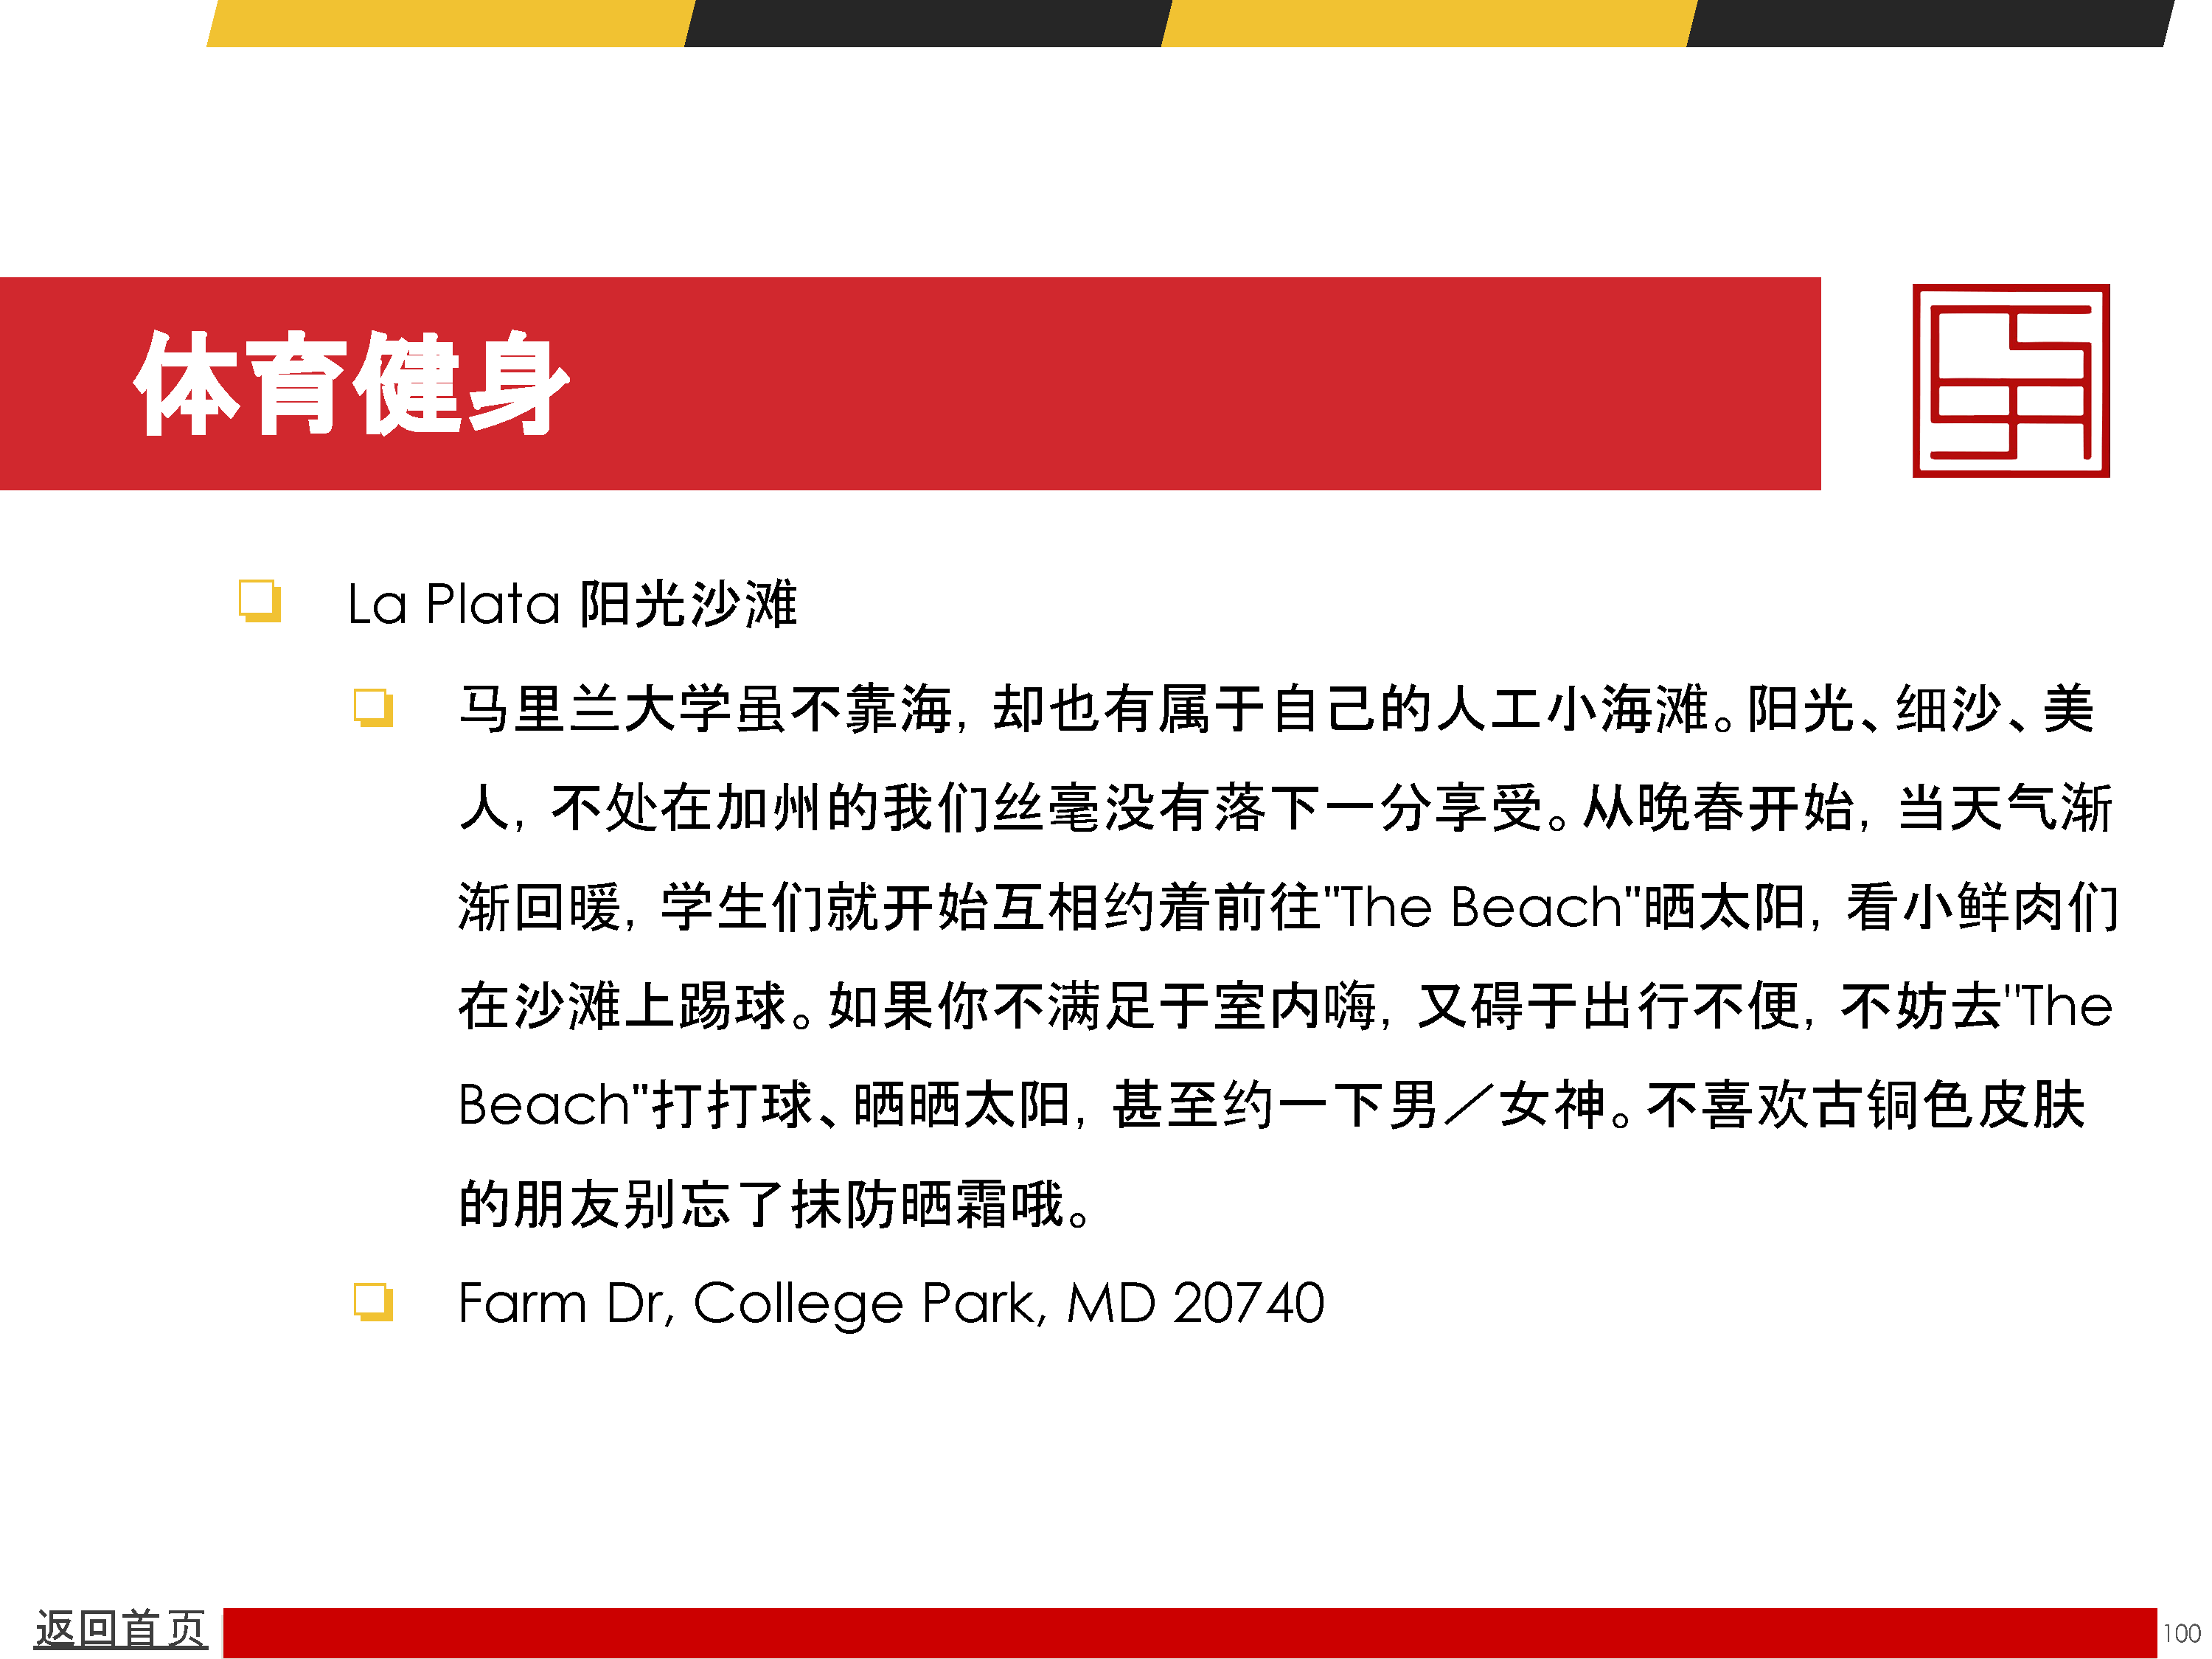 体育健身
La Plata 阳光沙滩
马里兰大学虽不靠海，却也有属于自己的人工小海滩。阳光、细沙、美
人，不处在加州的我们丝毫没有落下一分享受。从晚春开始，当天气渐
渐回暖，学生们就开始互相约着前往"The Beach"晒太阳，看小鲜肉们
在沙滩上踢球。如果你不满足于室内嗨，又碍于出行不便，不妨去"The
Beach"打打球、晒晒太阳，甚至约一下男／女神。不喜欢古铜色皮肤
的朋友别忘了抹防晒霜哦。
Farm Dr, College Park, MD 20740
返回首页
100